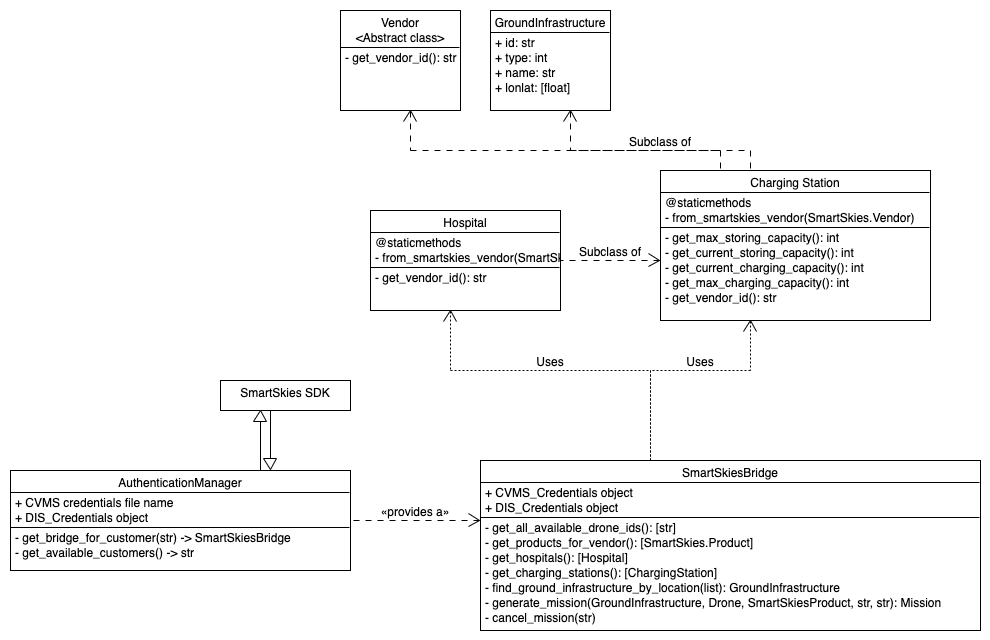 Vendor
<Abstract class>
- get_vendor_id(): str
GroundInfrastructure
+ id: str
+ type: int
+ name: str
+ lonlat: [float]
Subclass of
Charging Station
@staticmethods
- from_smartskies_vendor(SmartSkies.Vendor)
- get_max_storing_capacity(): int
- get_current_storing_capacity(): int
- get_current_charging_capacity(): int
- get_max_charging_capacity(): int
- get_vendor_id(): str
Hospital
@staticmethods
- from_smartskies_vendor(SmartSl
- get_vendor_id(): str
Subclass of
Uses
Uses
SmartSkies SDK
AuthenticationManager
+ CVMS credentials file name
+ DIS_Credentials object
- get_bridge_for_customer(str) -> SmartSkiesBridge
- get_available_customers() -> str
«provides a»
SmartSkiesBridge
+ CVMS_Credentials object
+ DIS_Credentials object
- get_all_available_drone_ids(): [str]
- get_products_for_vendor(): [SmartSkies.Product]
- get_hospitals(): [Hospital]
- get_charging_stations(): [ChargingStation]
- find_ground_infrastructure_by_location(list): GroundInfrastructure
- generate_mission(GroundInfrastructure, Drone, SmartSkiesProduct, str, str): Mission
- cancel_mission(str)